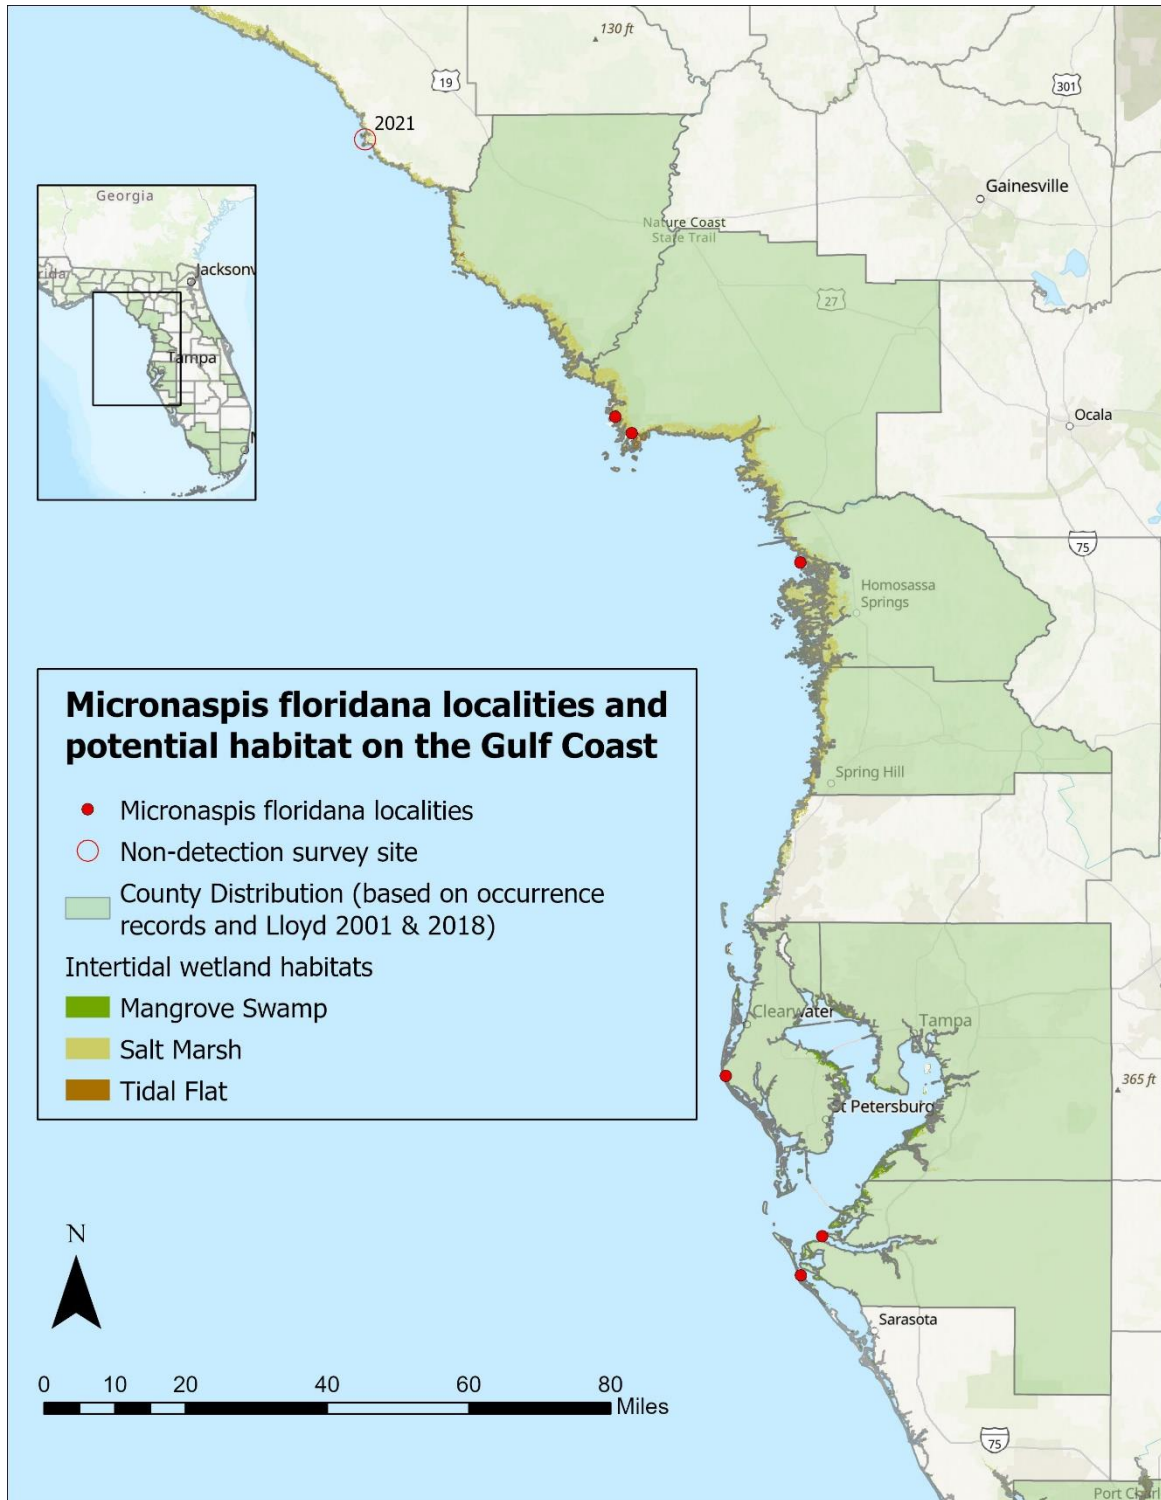 130 ft
19
301
2021
Gainesville
Georgia
Nature Coast
State Trail
Jacksonv
rida
27
Tampa
Ocala
75
Homosassa
Springs
Micronaspis floridana localities and
potential habitat on the Gulf Coast
Spring Hill
Micronaspis floridana localities
Non-detection survey site
County Distribution (based on occurrence
records and Lloyd 2001 & 2018)
Intertidal wetland habitats
Mangrove Swamp
Clearwater
Tampa
Salt Marsh
Tidal Flat
365 ft
t Petersburg
N
Sarasota
0 10 20 40 60 80
Miles
75
Port Charl